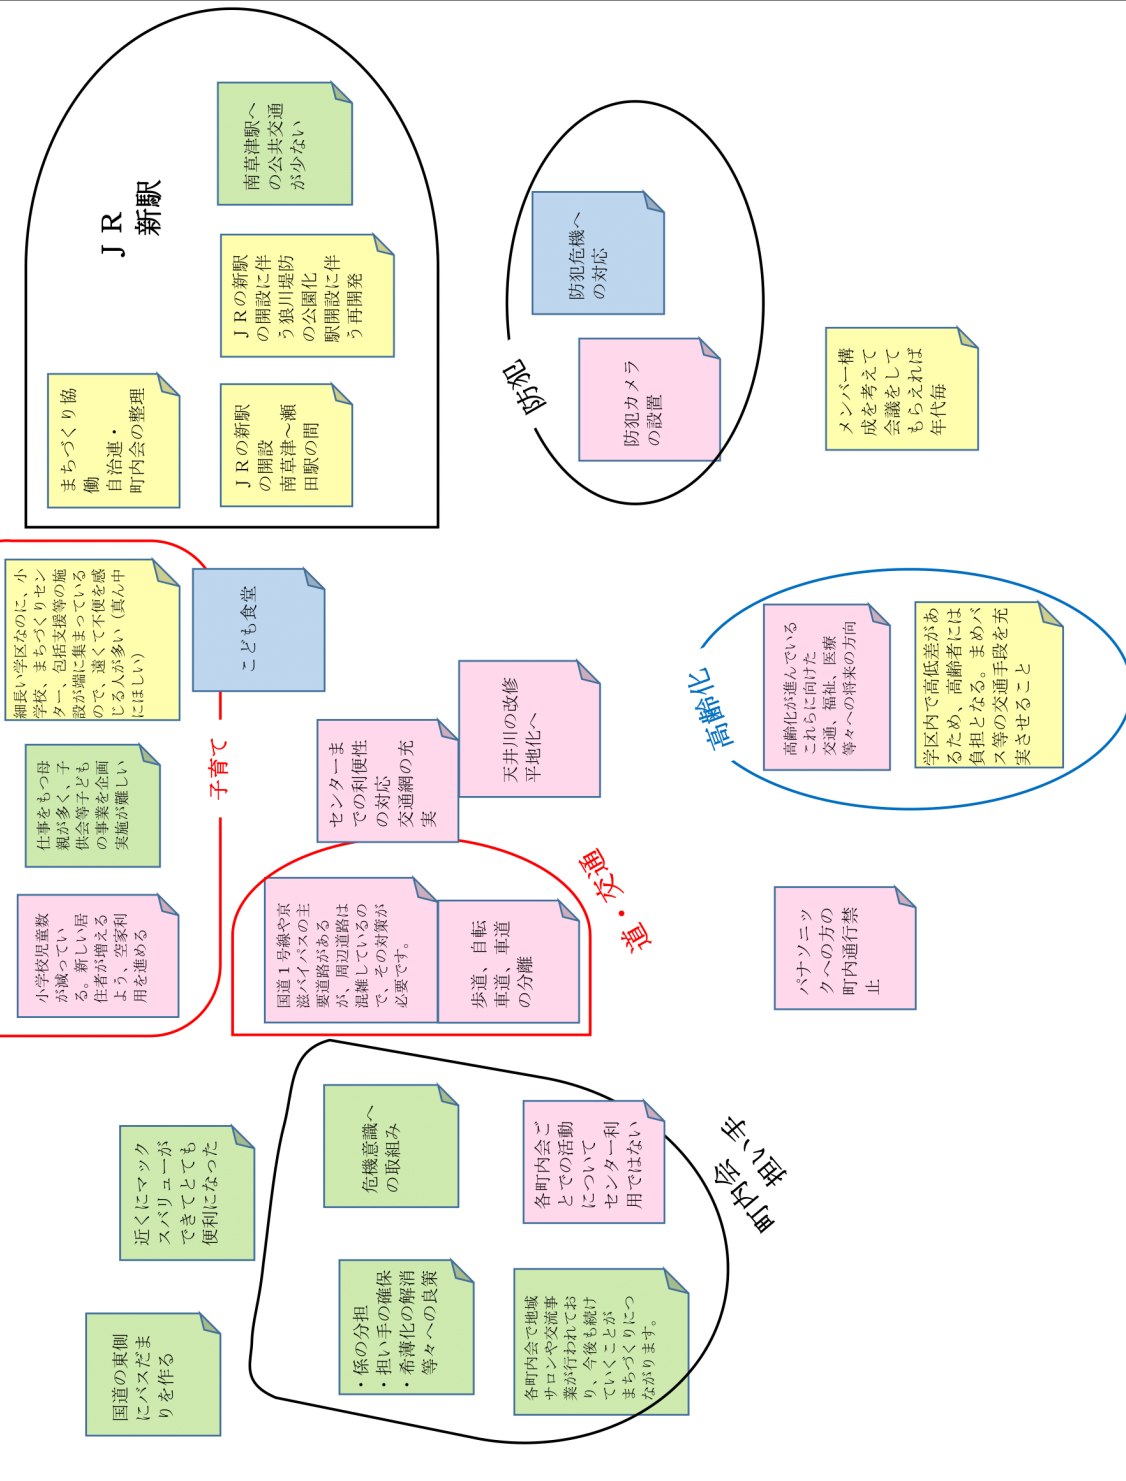 国道の東側
にバスだま
りを作る
近くにマック
スバリューが
できてとても
便利になった
小学校児童数
が減ってい
る。新しい居
住者が増える
よう、空家利
用を進める
仕事をもつ母
親が多く、子
供会等子ども
の事業を企画
実施が難しい
細長い学区なのに、小
学校、まちづくりセン
ター、包括支援等の施
設が端に集まっている
ので、遠くて不便を感
じる人が多い（真ん中
にほしい）
子育て
こども食堂
まちづくり協
働
自治連・
町内会の整理
ＪＲ
新駅
ＪＲの新駅
の開設
南草津～瀬
田駅の間
ＪＲの新駅
の開設に伴
う狼川堤防
の公園化
駅開設に伴
う再開発
南草津駅へ
の公共交通
が少ない
・係の分担
・担い手の確保
・希薄化の解消
等々への良策
危機意識へ
の取組み
各町内会で地域
サロンや交流事
業が行われてお
り、今後も続け
ていくことが
まちづくりにつ
ながります。
各町内会ご
とでの活動
について
センター利
用ではない
町内会
担い手
国道１号線や京
滋バイパスの主
要道路がある
が、周辺道路は
混雑しているの
で、その対策が
必要です。
歩道、自転
車道、車道
の分離
道・交通
センターま
での利便性
の対応
交通網の充
実
天井川の改修
平地化へ
防犯
防犯カメラ
の設置
防犯危機へ
の対応
パナソニッ
クへの方の
町内通行禁
止
高齢化
高齢化が進んでいる
これらに向けた
交通、福祉、医療
等々への将来の方向
学区内で高低差があ
るため、高齢者には
負担となる。まめバ
ス等の交通手段を充
実させること
メンバー構
成を考えて
会議をして
もらえれば
年代毎